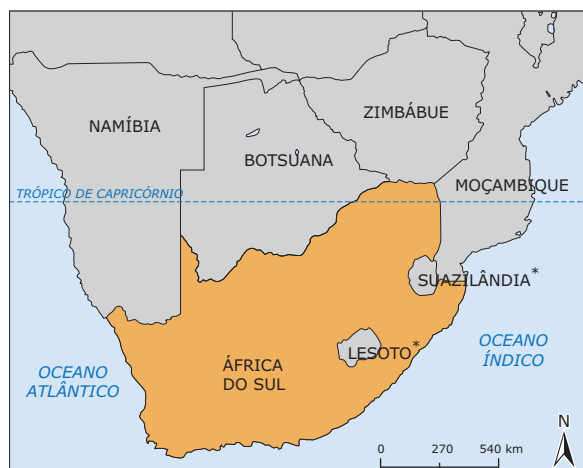 ZIMBÁBUE
NAMÍBIA
BOTSUANA
MOÇAMBIQUE
TRÓPICO DE CAPRICÓRNIO
SUAZILÂNDIA*
LESOTO*
OCEANO
ÍNDICO
ÁFRICA
DO SUL
OCEANO
ATLÂNTICO
N
0 270 540 km